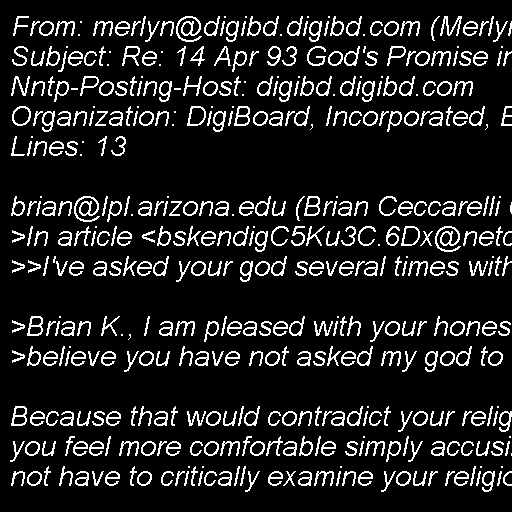 From: merlyn@digibd.digibd.com (Merlyn
Subject: Re: 14 Apr 93 God's Promise in
Nntp-Posting-Host: digibd.digibd.com
Organization: DigiBoard, Incorporated,
Lines: 13
brian@lpl.arizona.edu (Brian Ceccarelli
>In article <bskendigC5Ku3C.6Dx@netc
>>I've asked your god several times with
>Brian K., I am pleased with your hones
>believe you have not asked my god to
Because that would contradict your relig
you feel more comfortable simply accusi
not have to critically examine your religio